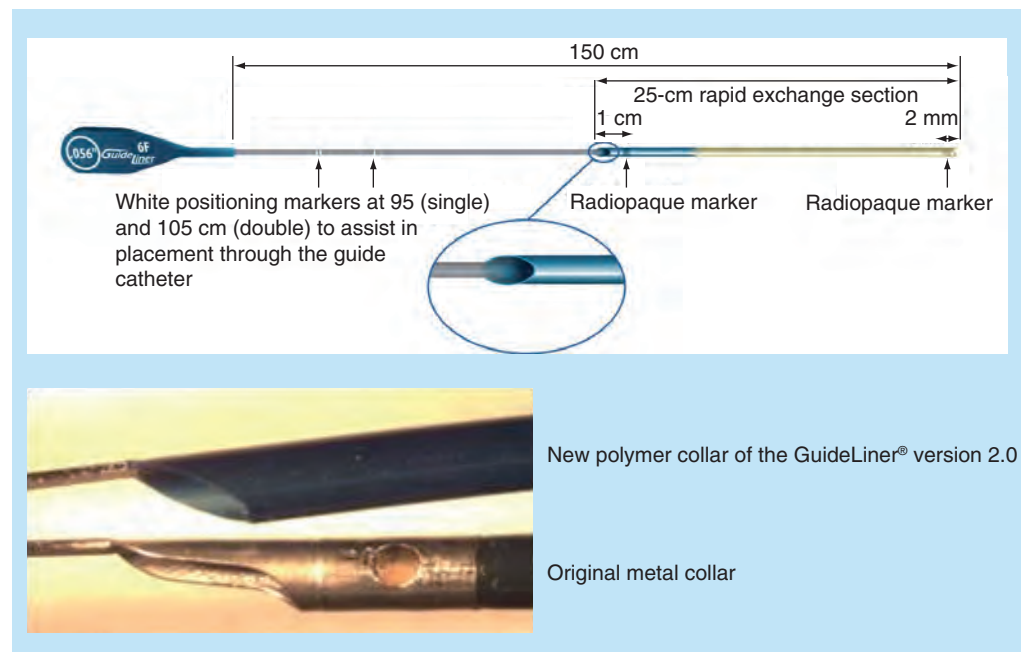 150 cm
25-cm rapid exchange section
1 cm
2 mm
.056"
GuideLiner
6F
White positioning markers at 95 (single)
and 105 cm (double) to assist in
placement through the guide
catheter
Radiopaque marker
Radiopaque marker
New polymer collar of the GuideLiner® version 2.0
Original metal collar